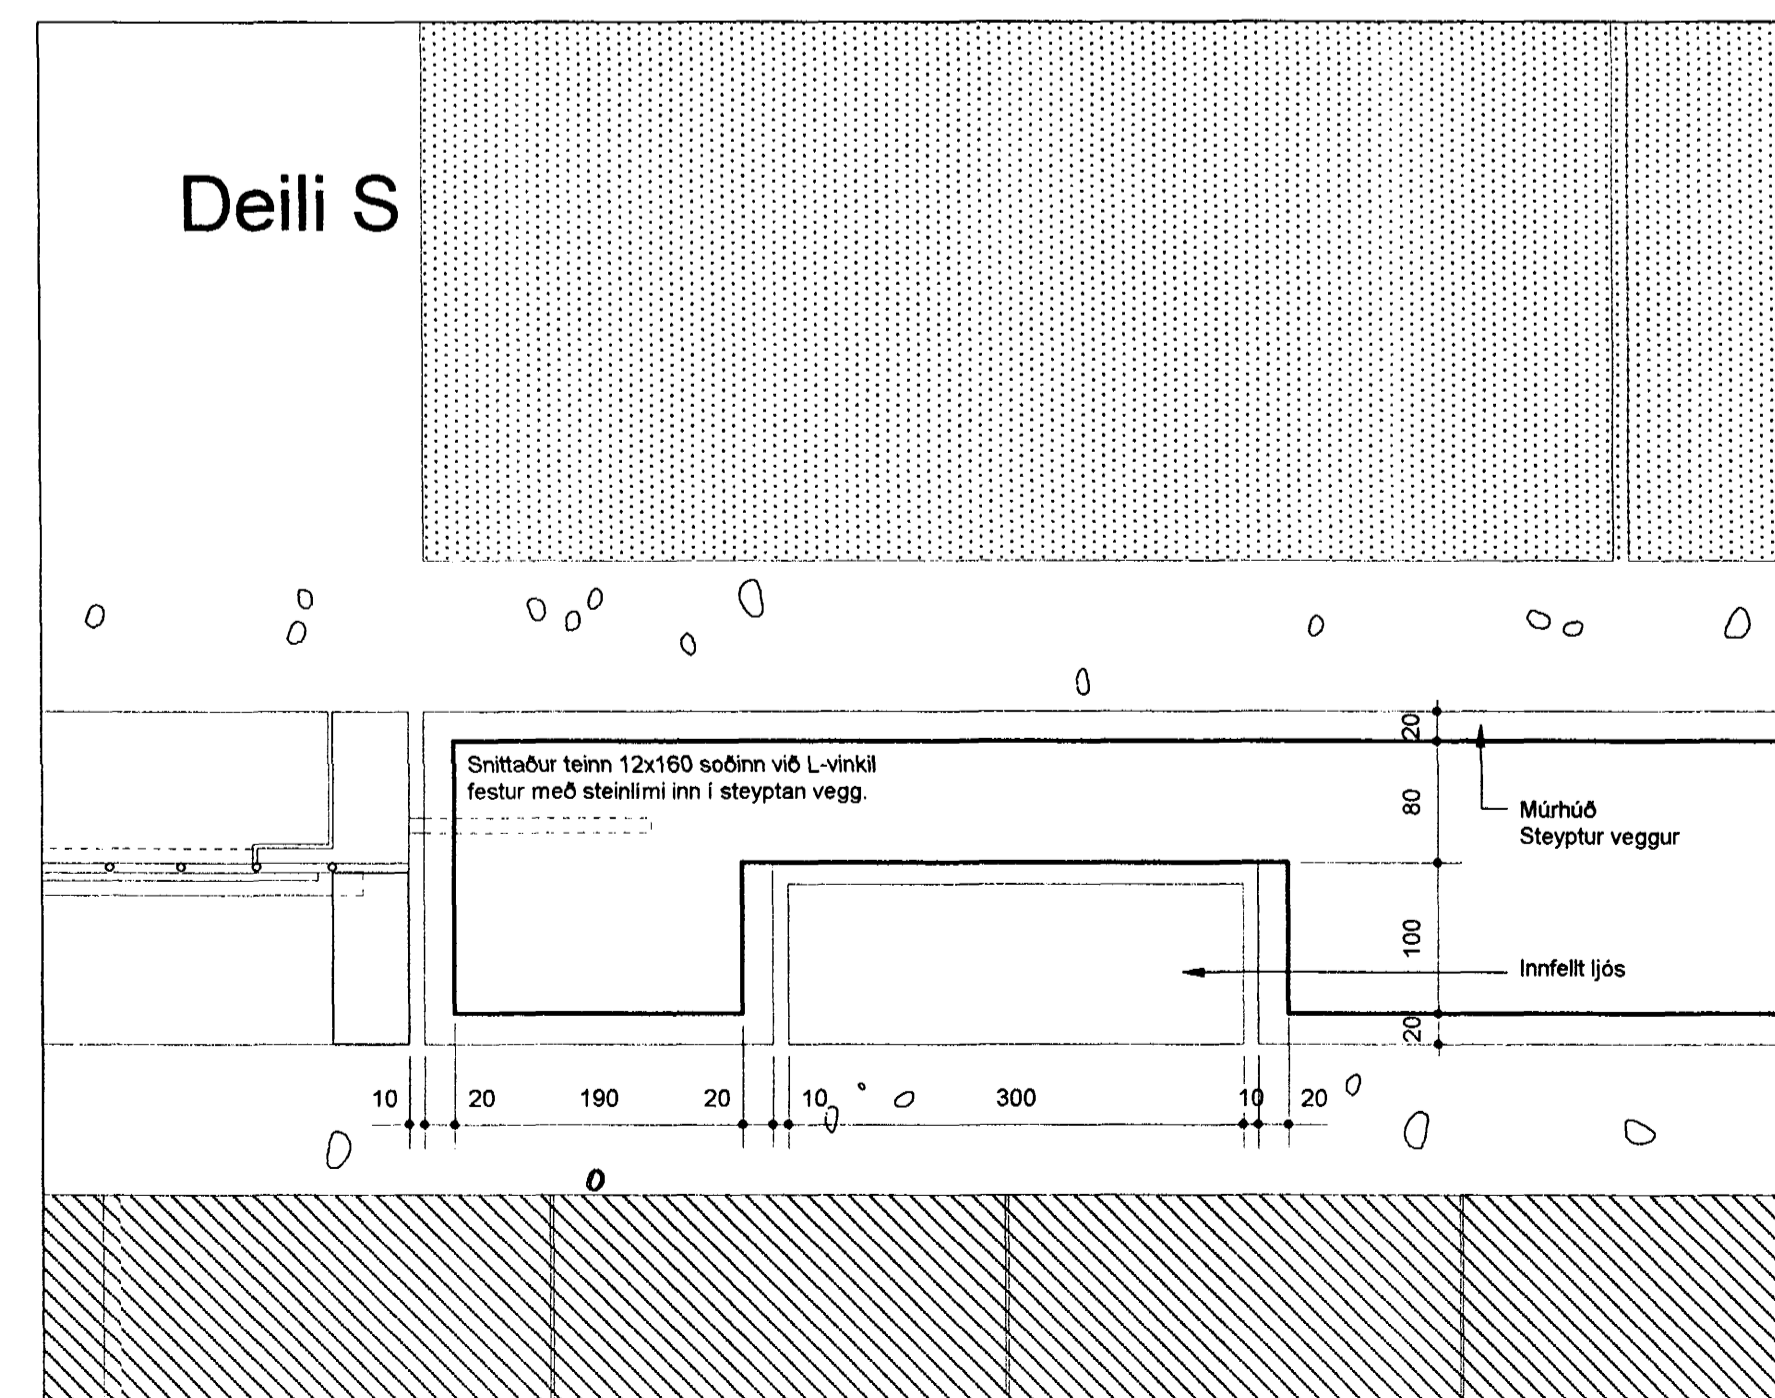 Deili S
Snittaður teinn 12x160 soðinn við L-vinkil
festur með steinlími inn í steyptan vegg.
20
80
Múrhúð
Steyptur veggur
100
Innfellt ljós
20
10 20 190 20 10 300 10 20